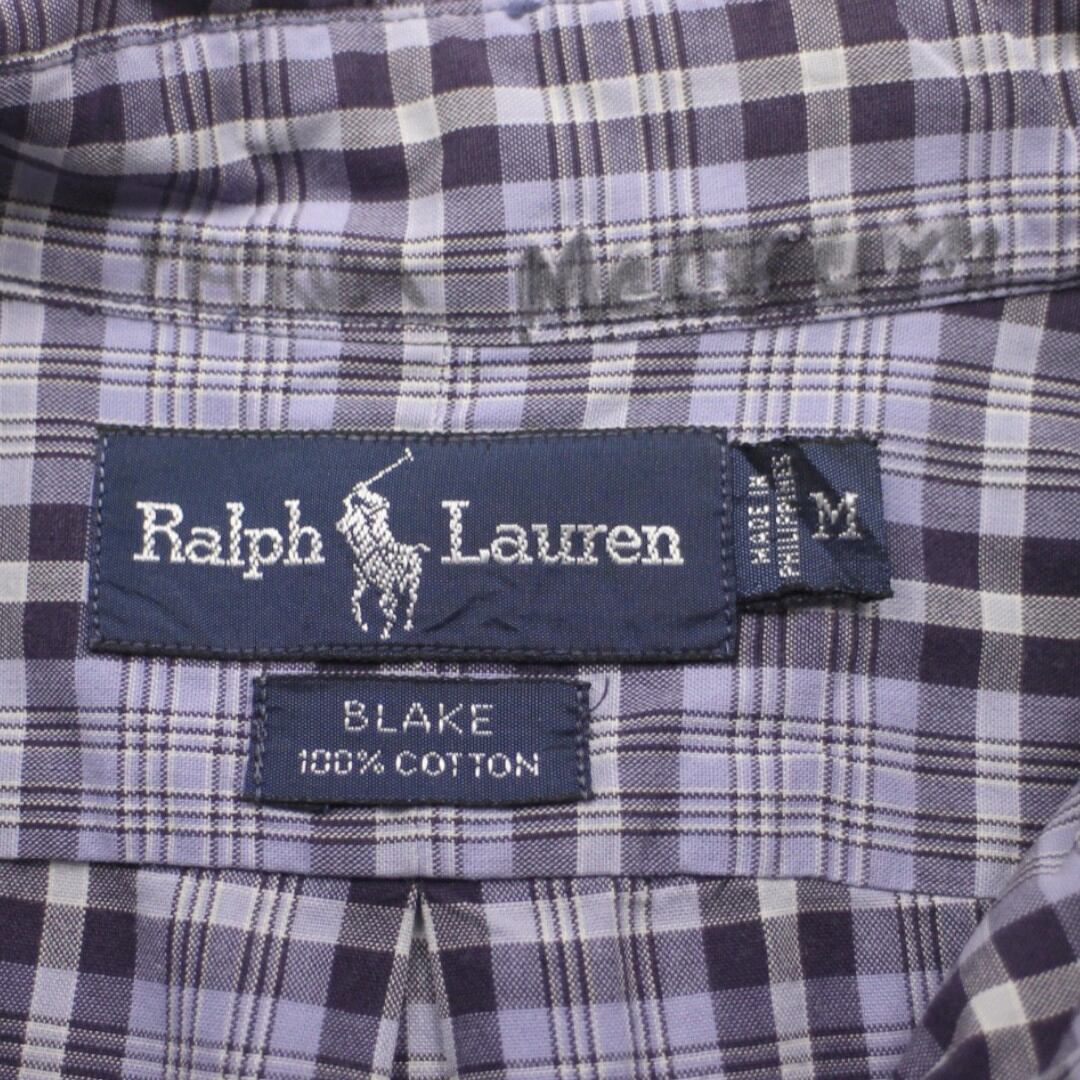 Ralph Lauren
MADE IN
PHILIPPINES
M
BLAKE
100% COTTON